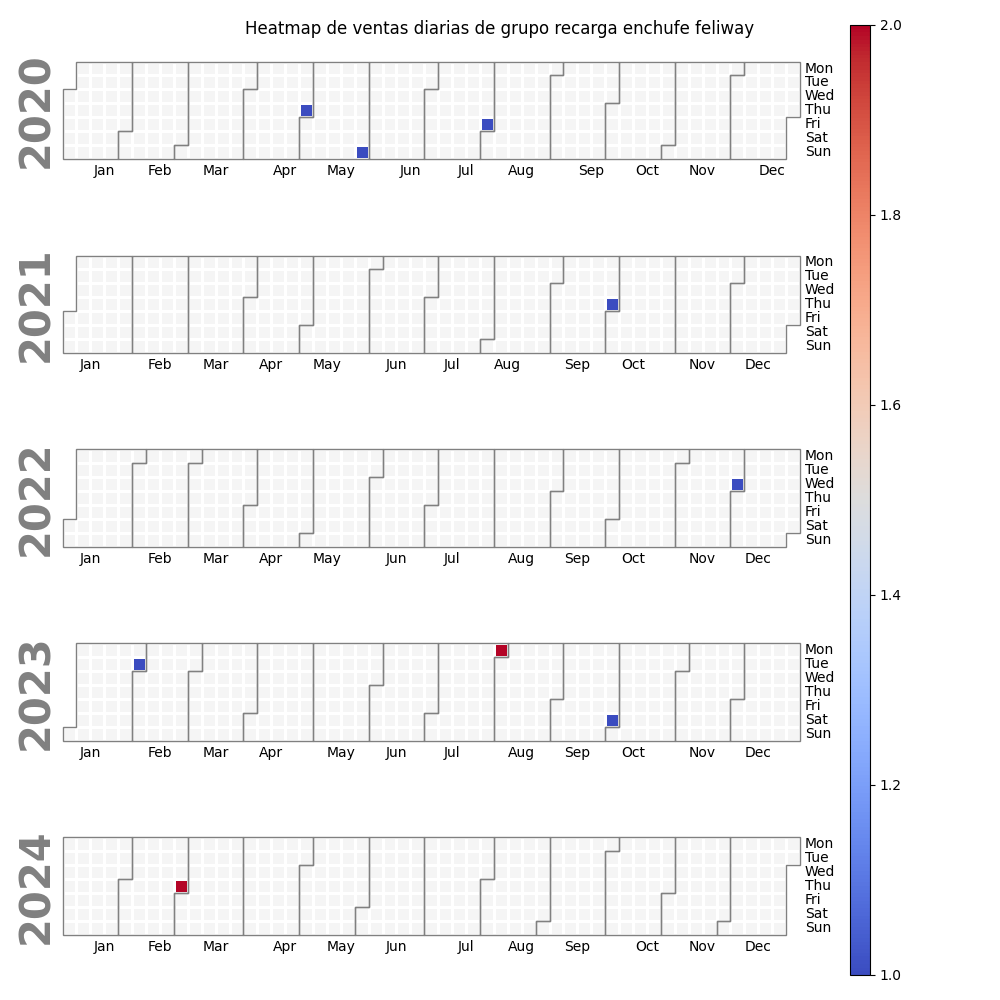 Heatmap de ventas diarias de grupo recarga enchufe feliway
2020
Mon
Tue
Wed
Thu
Fri
Sat
Sun
Jan Feb Mar Apr May Jun Jul Aug Sep Oct Nov Dec
2021
Mon
Tue
Wed
Thu
Fri
Sat
Sun
Jan Feb Mar Apr May Jun Jul Aug Sep Oct Nov Dec
2022
Mon
Tue
Wed
Thu
Fri
Sat
Sun
Jan Feb Mar Apr May Jun Jul Aug Sep Oct Nov Dec
2023
Mon
Tue
Wed
Thu
Fri
Sat
Sun
Jan Feb Mar Apr May Jun Jul Aug Sep Oct Nov Dec
2024
Mon
Tue
Wed
Thu
Fri
Sat
Sun
Jan Feb Mar Apr May Jun Jul Aug Sep Oct Nov Dec
2.0
1.8
1.6
1.4
1.2
1.0